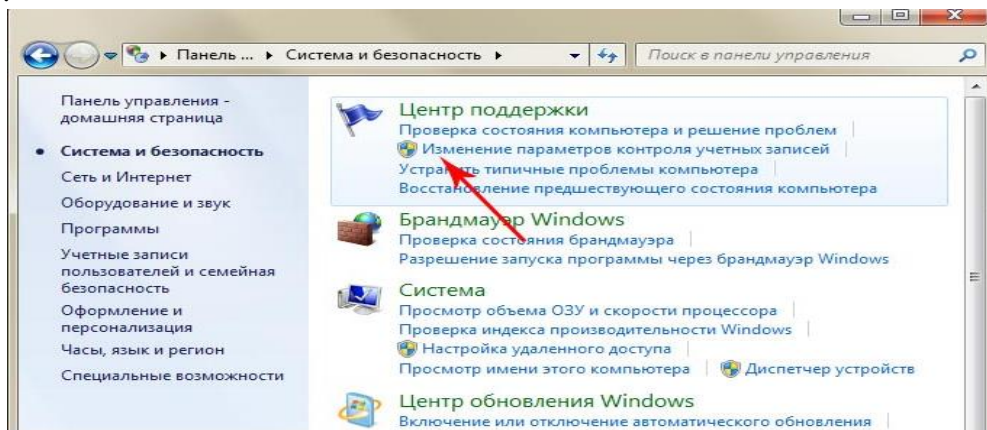 Панель ... Система и безопасность
Поиск в панели управления
Панель управления -
домашняя страница
Система и безопасность
Сеть и Интернет
Оборудование и звук
Программы
Учетные записи
пользователей и семейная
безопасность
Оформление и
персонализация
Часы, язык и регион
Специальные возможности
Центр поддержки
Проверка состояния компьютера и решение проблем
Изменение параметров контроля учетных записей
Устранить типичные проблемы компьютера
Восстановление предшествующего состояния компьютера
Брандмауэр Windows
Проверка состояния брандмауэра
Разрешение запуска программы через брандмауэр Windows
Система
Просмотр объема ОЗУ и скорости процессора
Проверка индекса производительности Windows
Настройка удаленного доступа
Просмотр имени этого компьютера Диспетчер устройств
Центр обновления Windows
Включение или отключение автоматического обновления